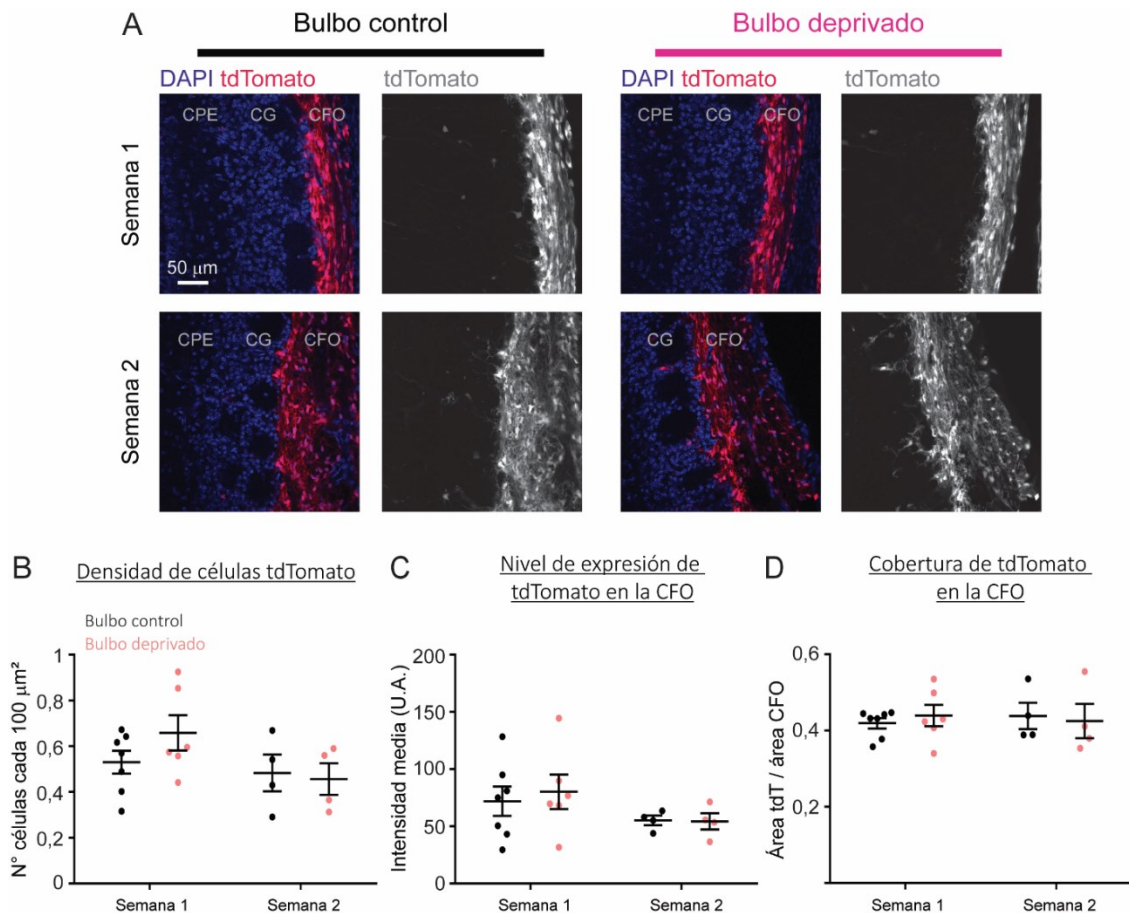 A
Bulbo control
Bulbo deprivado
DAPI tdTomato
tdTomato
DAPI tdTomato
tdTomato
Semana 1
CPE CG CFO
CPE CG CFO
50 μm
Semana 2
CPE CG CFO
CG CFO
B
Densidad de células tdTomato
Bulbo control
Bulbo deprivado
N° células cada 100 μm²
1
0,8
0,6
0,4
0,2
0
Semana 1
Semana 2
C
Nivel de expresión de
tdTomato en la CFO
Intensidad media (U.A.)
200
150
100
50
0
Semana 1
Semana 2
D
Cobertura de tdTomato
en la CFO
Área tdT / área CFO
0,6
0,4
0,2
Semana 1
Semana 2